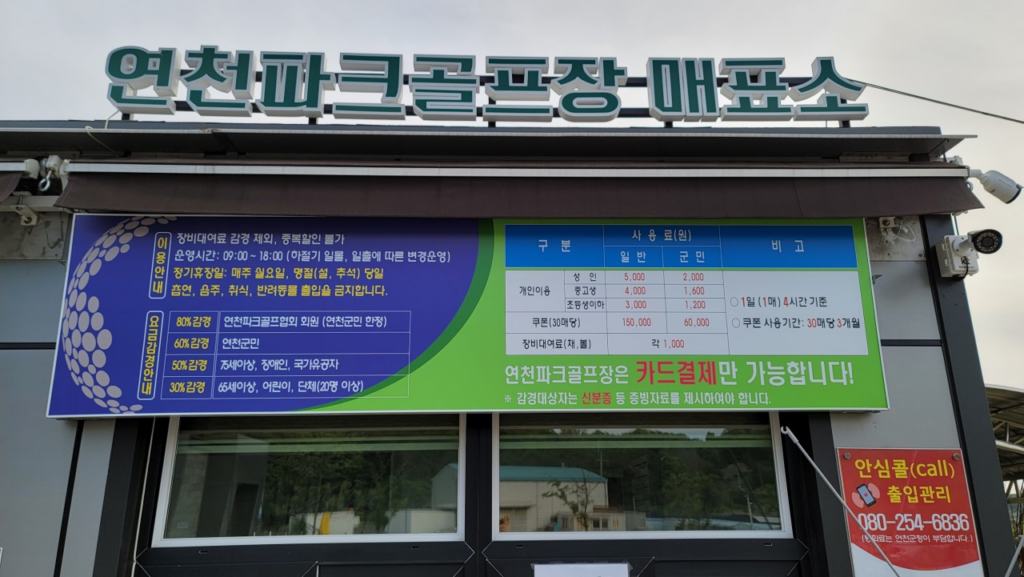 연천파크골프장 매표소
이용안내
장비대여료 감경 제외, 중복할인 불가
운영시간: 09:00~18:00 (하절기 일몰, 일출에 따른 변경운영)
정기휴장일: 매주 월요일, 명절(설, 추석) 당일
흡연, 음주, 취식, 반려동물 출입을 금지합니다.
요금감경안내
80%감경 연천파크골프협회 회원 (연천군민 한정)
60%감경 연천군민
50%감경 75세이상, 장애인, 국가유공자
30%감경 65세이상, 어린이, 단체(20명 이상)
구 분 사 용 료(원) 비 고
일 반 군 민
개인이용 성 인 5,000 2,000
중고생 4,000 1,600
초등생이하 3,000 1,200
쿠폰(30매당) 150,000 60,000
장비대여료(채,볼) 각 1,000
○ 1일 (1매) 4시간 기준
○ 쿠폰 사용기간: 30매당 3개월
연천파크골프장은 카드결제만 가능합니다!
※ 감경대상자는 신분증 등 증빙자료를 제시하여야 합니다.
안심콜(call)
출입관리
080-254-6836
연천군청이 부담합니다.)